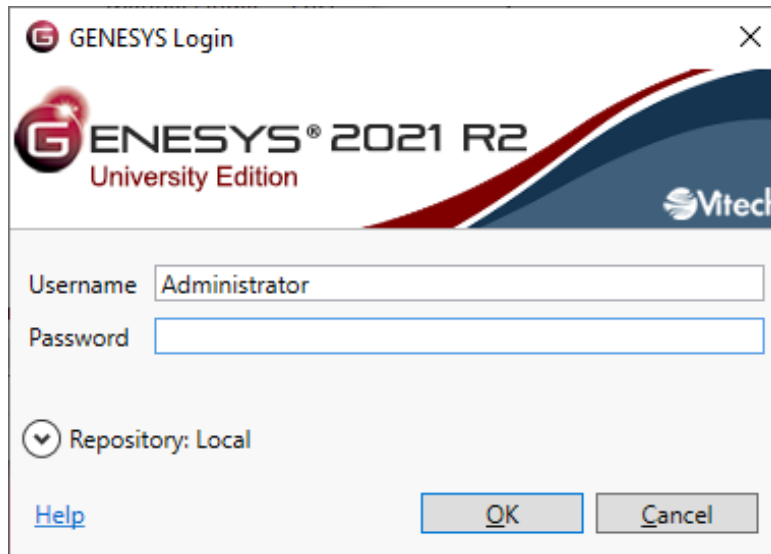 GENESYS Login
GENESYS® 2021 R2
University Edition
Vitech
Username Administrator
Password
Repository: Local
Help OK Cancel